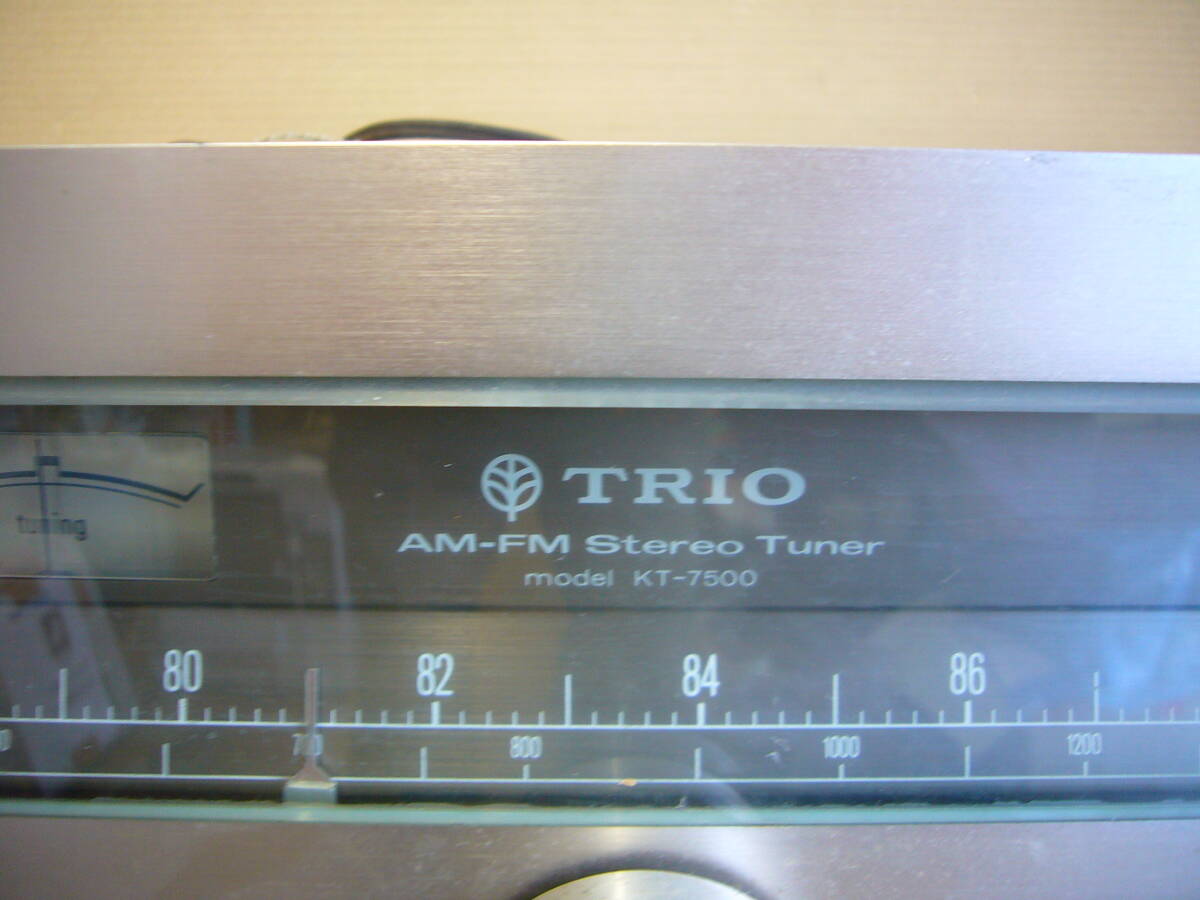 TRIO
AM-FM Stereo Tuner
model KT-7500
tuning
80 82 84 86
700 800 1000 1200